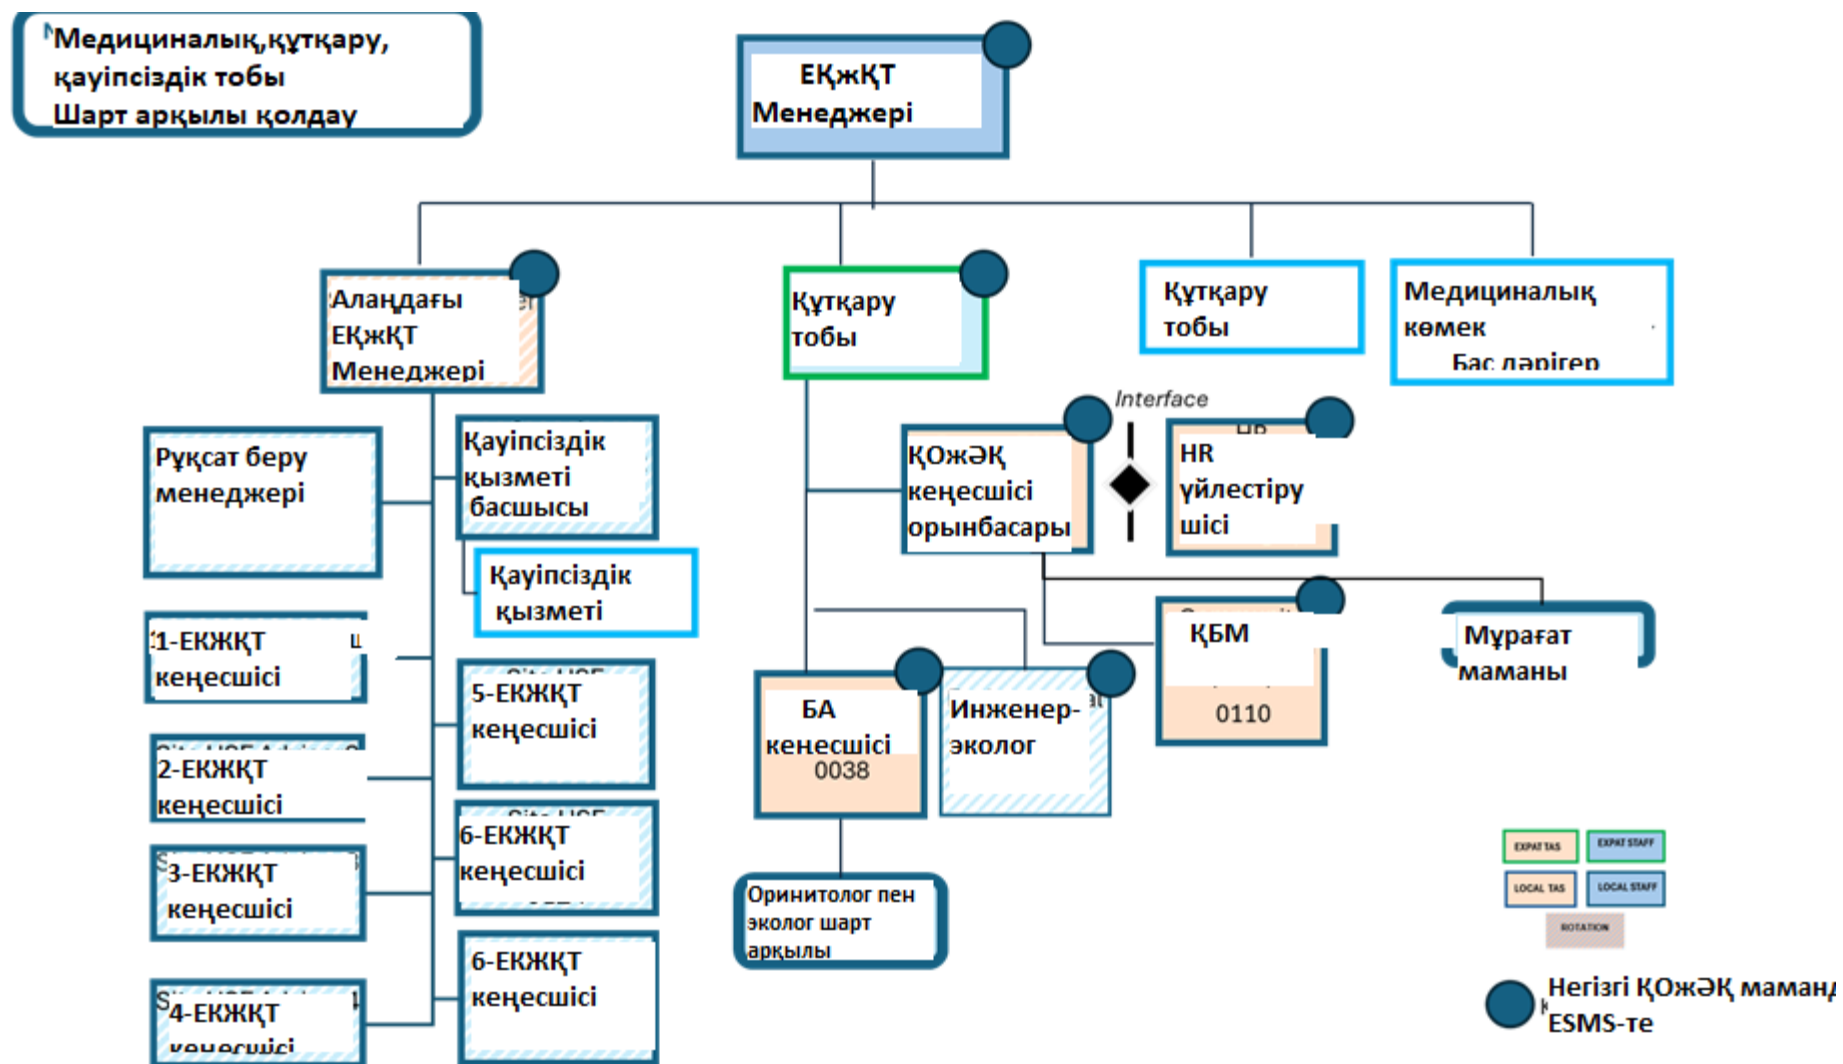 Медициналық,құтқару,
қауіпсіздік тобы
Шарт арқылы қолдау
ЕҚжҚТ
Менеджері
Алаңдағы
ЕҚжҚТ
Менеджері
Құтқару
тобы
Құтқару
тобы
Медициналық
көмек
Бас дәрігер
Interface
Рұқсат беру
менеджері
Қауіпсіздік
қызметі
басшысы
ҚОжӘҚ
кеңесшісі
орынбасары
HR
үйлестіру
шісі
Қауіпсіздік
қызметі
1-ЕКЖҚТ
кеңесшісі
5-ЕКЖҚТ
кеңесшісі
ҚБМ
0110
Мұрағат
маманы
БА
кеңесшісі
0038
Инженер-
эколог
2-ЕКЖҚТ
кеңесшісі
6-ЕКЖҚТ
кеңесшісі
3-ЕКЖҚТ
кеңесшісі
Оринитолог пен
эколог шарт
арқылы
6-ЕКЖҚТ
кеңесшісі
4-ЕКЖҚТ
кеңесшісі
EXPAT TAS
EXPAT STAFF
LOCAL TAS
LOCAL STAFF
ROTATION
Негізгі ҚОжӘҚ маманд
ESMS-те